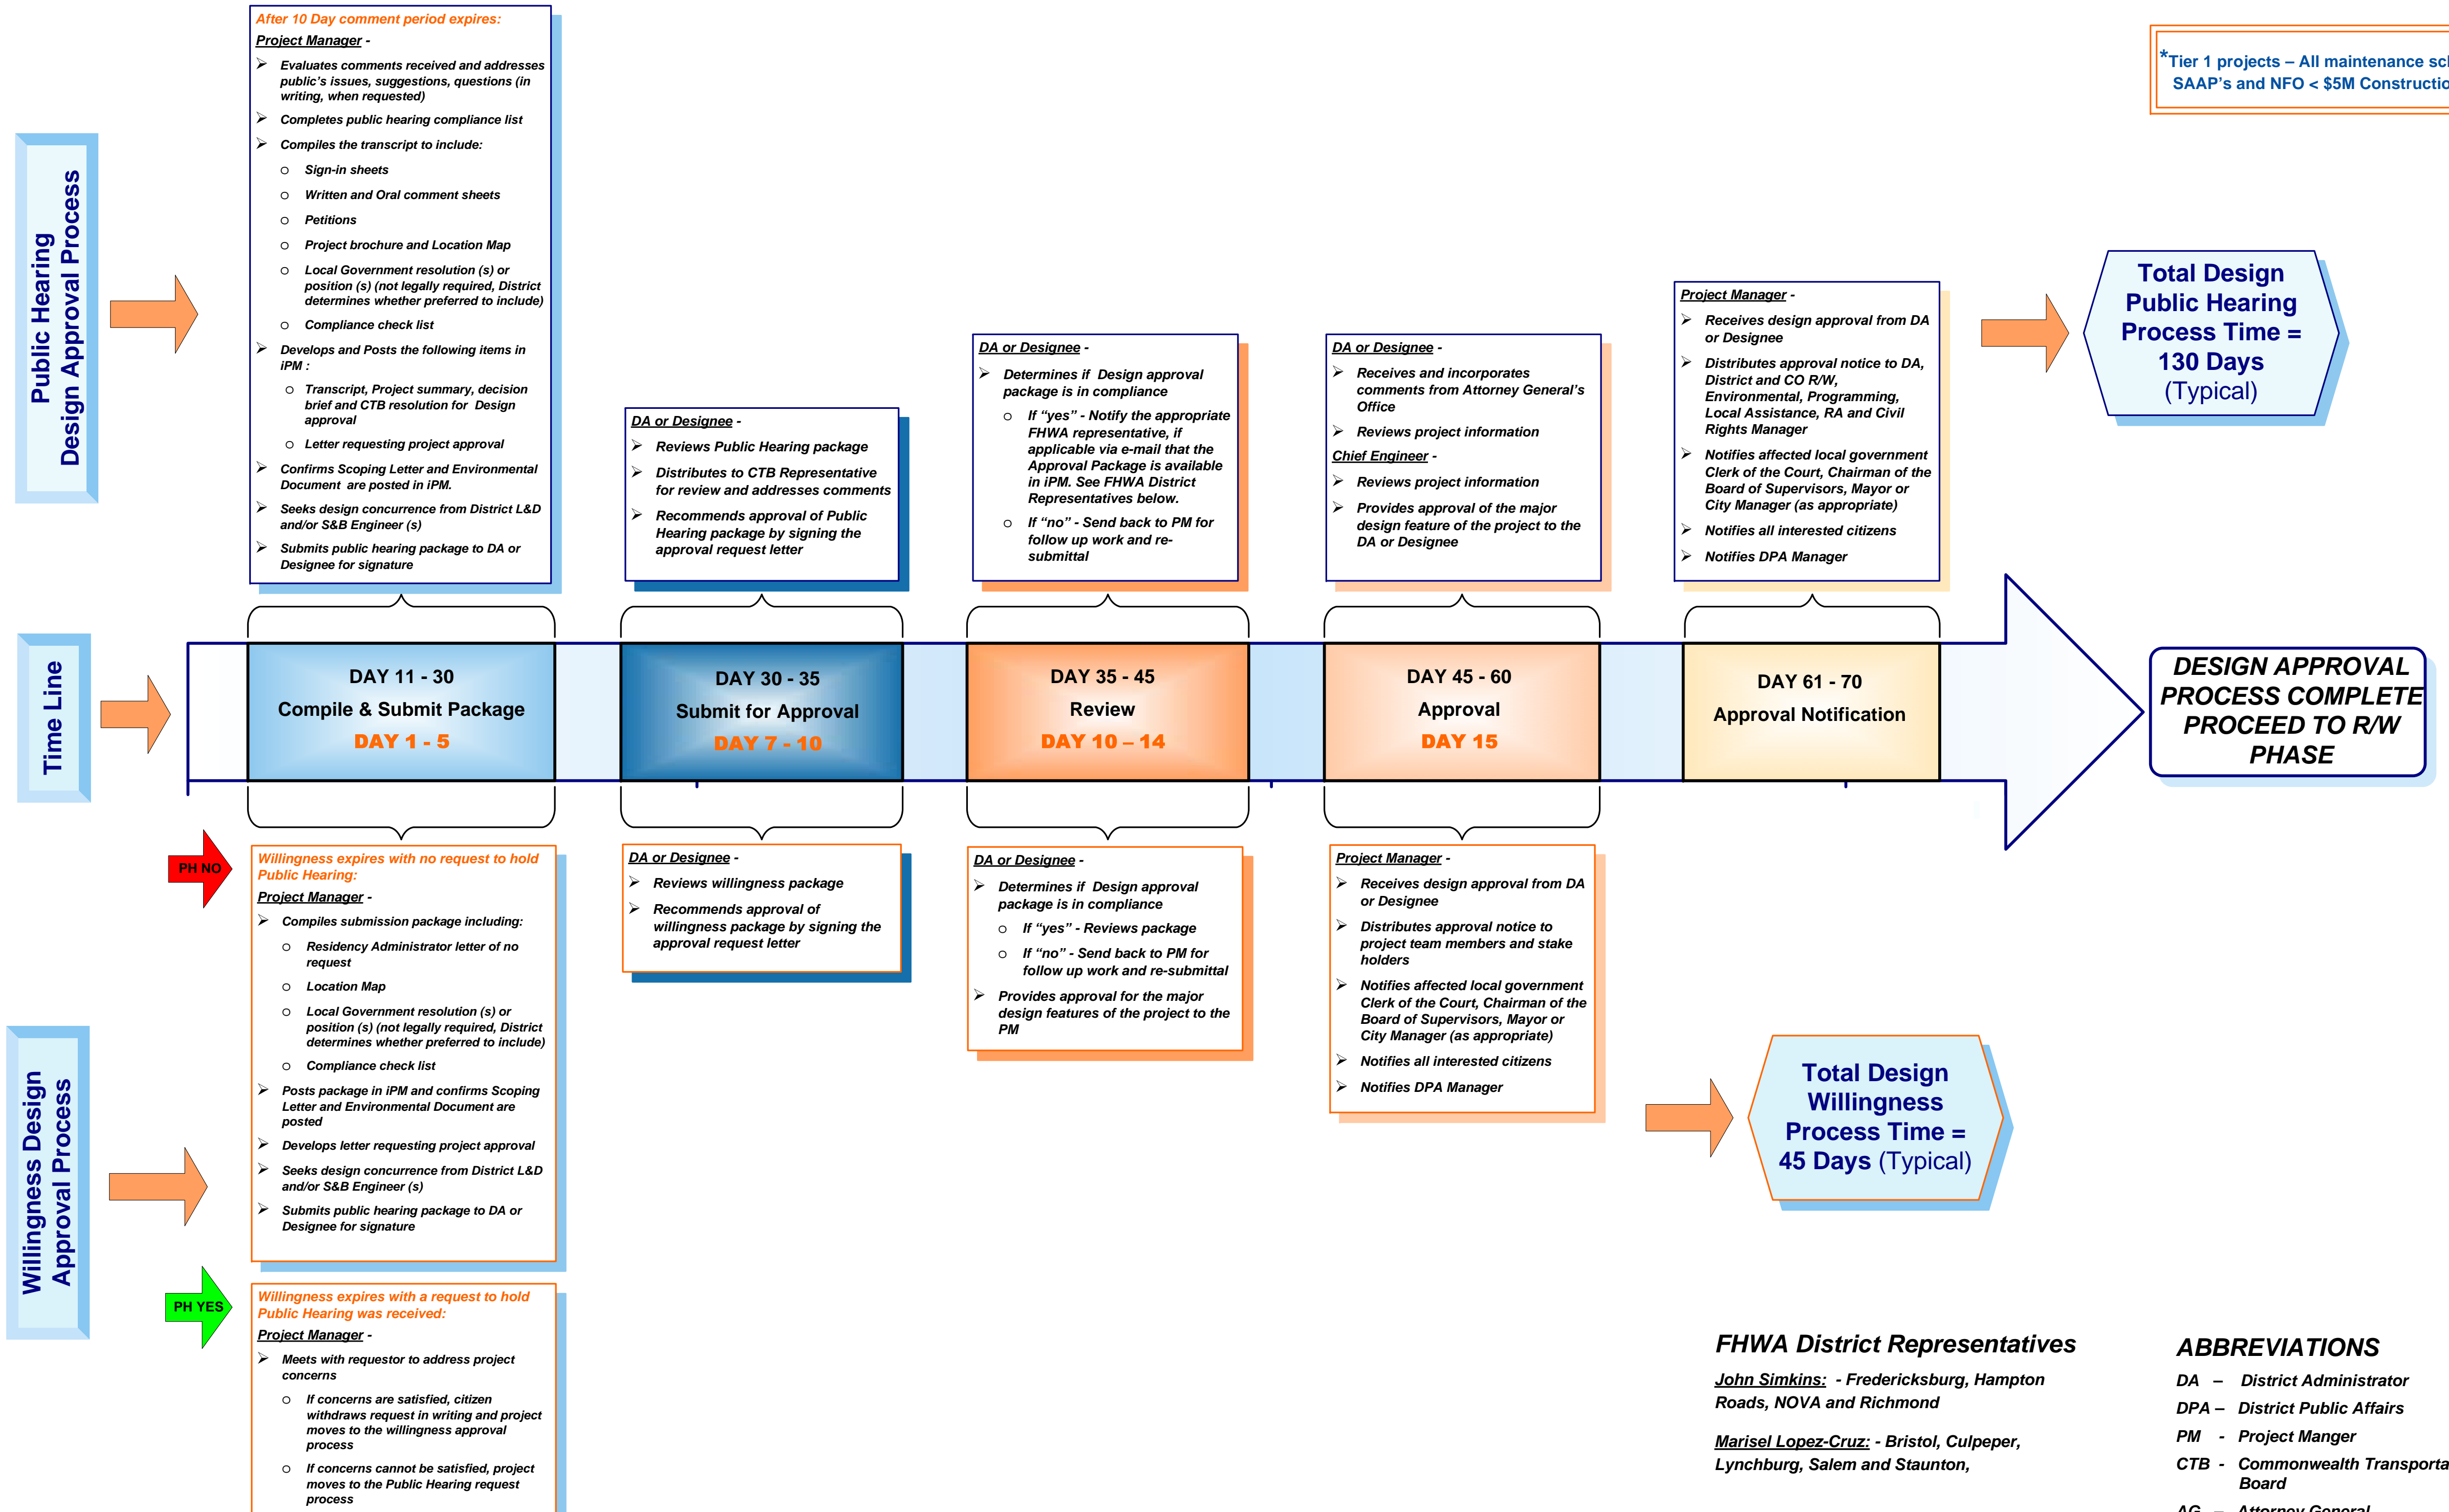 After 10 Day comment period expires:
Project Manager -
➢ Evaluates comments received and addresses
public's issues, suggestions, questions (in
writing, when requested)
➢ Completes public hearing compliance list
➢ Compiles the transcript to include:
o Sign-in sheets
o Written and Oral comment sheets
o Petitions
o Project brochure and Location Map
o Local Government resolution (s) or
position (s) (not legally required, District
determines whether preferred to include)
o Compliance check list
➢ Develops and Posts the following items in
iPM :
o Transcript, Project summary, decision
brief and CTB resolution for Design
approval
o Letter requesting project approval
➢ Confirms Scoping Letter and Environmental
Document are posted in iPM.
➢ Seeks design concurrence from District L&D
and/or S&B Engineer (s)
➢ Submits public hearing package to DA or
Designee for signature
*Tier 1 projects – All maintenance
SAAP's and NFO < $5M
Public Hearing
Design Approval Process
DA or Designee -
➢ Reviews Public Hearing package
➢ Distributes to CTB Representative
for review and addresses comments
➢ Recommends approval of Public
Hearing package by signing the
approval request letter
DA or Designee -
➢ Determines if Design approval
package is in compliance
o If “yes” - Notify the appropriate
FHWA representative, if
applicable via e-mail that the
Approval Package is available
in iPM. See FHWA District
Representatives below.
o If “no” - Send back to PM for
follow up work and re-
submittal
DA or Designee -
➢ Receives and incorporates
comments from Attorney General's
Office
➢ Reviews project information
Chief Engineer -
➢ Reviews project information
➢ Provides approval of the major
design feature of the project to the
DA or Designee
Project Manager -
➢ Receives design approval from DA
or Designee
➢ Distributes approval notice to DA,
District and CO R/W,
Environmental, Programming,
Local Assistance, RA and Civil
Rights Manager
➢ Notifies affected local government
Clerk of the Court, Chairman of the
Board of Supervisors, Mayor or
City Manager (as appropriate)
➢ Notifies all interested citizens
➢ Notifies DPA Manager
Total Design
Public Hearing
Process Time =
130 Days
(Typical)
Time Line
DAY 11 - 30
Compile & Submit Package
DAY 1 - 5
DAY 30 - 35
Submit for Approval
DAY 7 - 10
DAY 35 - 45
Review
DAY 10 – 14
DAY 45 - 60
Approval
DAY 15
DAY 61 - 70
Approval Notification
DESIGN APPROVAL
PROCESS COMPLETE
PROCEED TO R/W
PHASE
Willingness Design
Approval Process
PH NO
Willingness expires with no request to hold
Public Hearing:
Project Manager -
➢ Compiles submission package including:
o Residency Administrator letter of no
request
o Location Map
o Local Government resolution (s) or
position (s) (not legally required, District
determines whether preferred to include)
o Compliance check list
➢ Posts package in iPM and confirms Scoping
Letter and Environmental Document are
posted
➢ Develops letter requesting project approval
➢ Seeks design concurrence from District L&D
and/or S&B Engineer (s)
➢ Submits public hearing package to DA or
Designee for signature
DA or Designee -
➢ Reviews willingness package
➢ Recommends approval of
willingness package by signing the
approval request letter
DA or Designee -
➢ Determines if Design approval
package is in compliance
o If “yes” - Reviews package
o If “no” - Send back to PM for
follow up work and re-submittal
➢ Provides approval for the major
design features of the project to the
PM
Project Manager -
➢ Receives design approval from DA
or Designee
➢ Distributes approval notice to
project team members and stake
holders
➢ Notifies affected local government
Clerk of the Court, Chairman of the
Board of Supervisors, Mayor or
City Manager (as appropriate)
➢ Notifies all interested citizens
➢ Notifies DPA Manager
Total Design
Willingness
Process Time =
45 Days (Typical)
PH YES
Willingness expires with a request to hold
Public Hearing was received:
Project Manager -
➢ Meets with requestor to address project
concerns
o If concerns are satisfied, citizen
withdraws request in writing and project
moves to the willingness approval
process
o If concerns cannot be satisfied, project
moves to the Public Hearing request
process
FHWA District Representatives
John Simkins: - Fredericksburg, Hampton
Roads, NOVA and Richmond
Marisel Lopez-Cruz: - Bristol, Culpeper,
Lynchburg, Salem and Staunton,
ABBREVIATIONS
DA – District Administrator
DPA – District Public Affairs
PM - Project Manger
CTB - Commonwealth
Board
AG – Attorney General